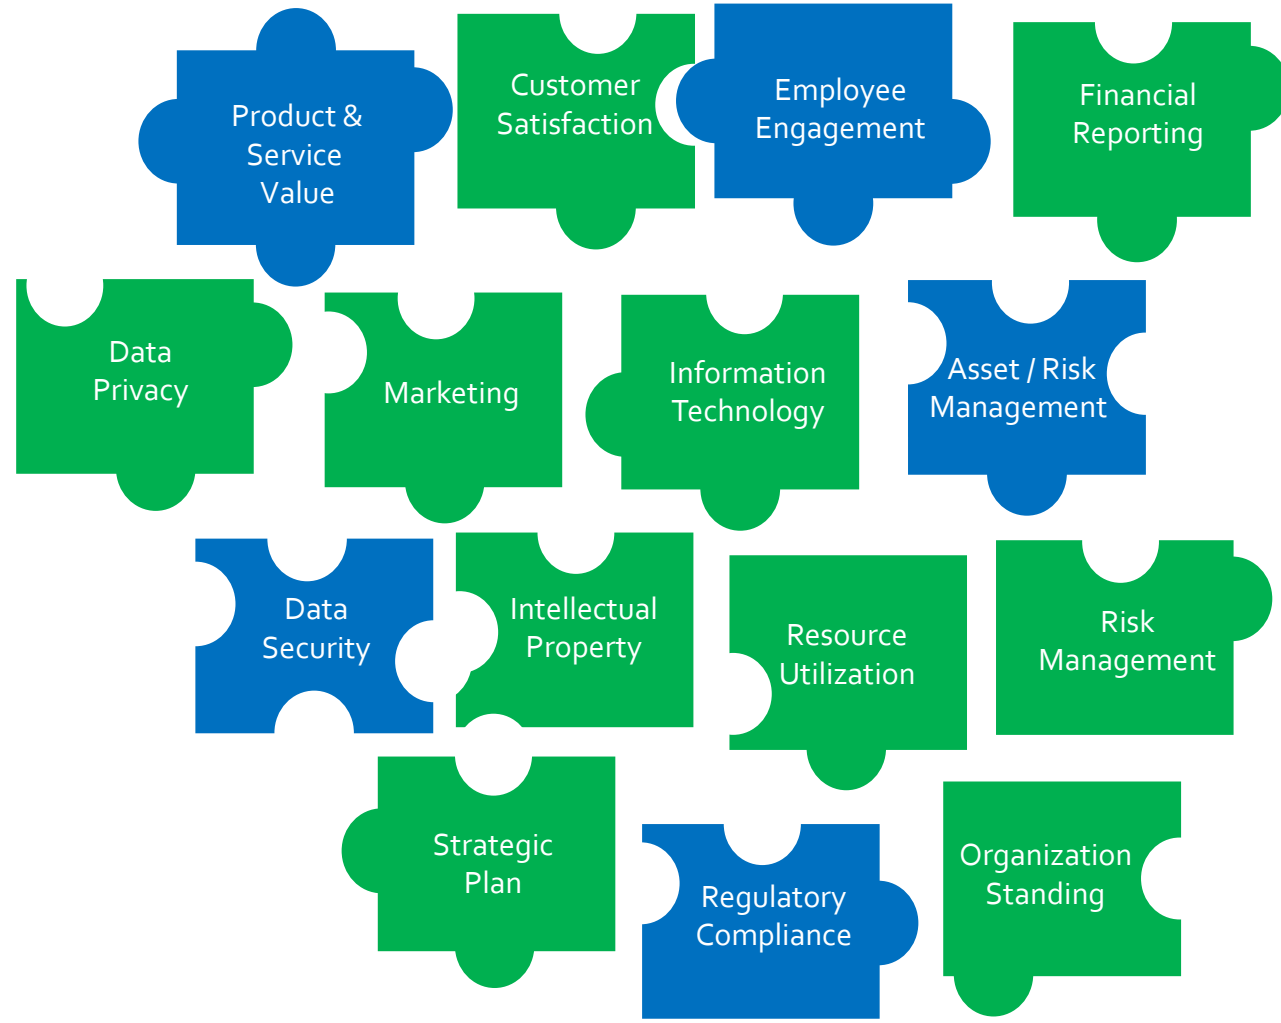 Product &
Service
Value
Customer
Satisfaction
Employee
Engagement
Financial
Reporting
Data
Privacy
Marketing
Information
Technology
Asset / Risk
Management
Data
Security
Intellectual
Property
Resource
Utilization
Risk
Management
Strategic
Plan
Regulatory
Compliance
Organization
Standing